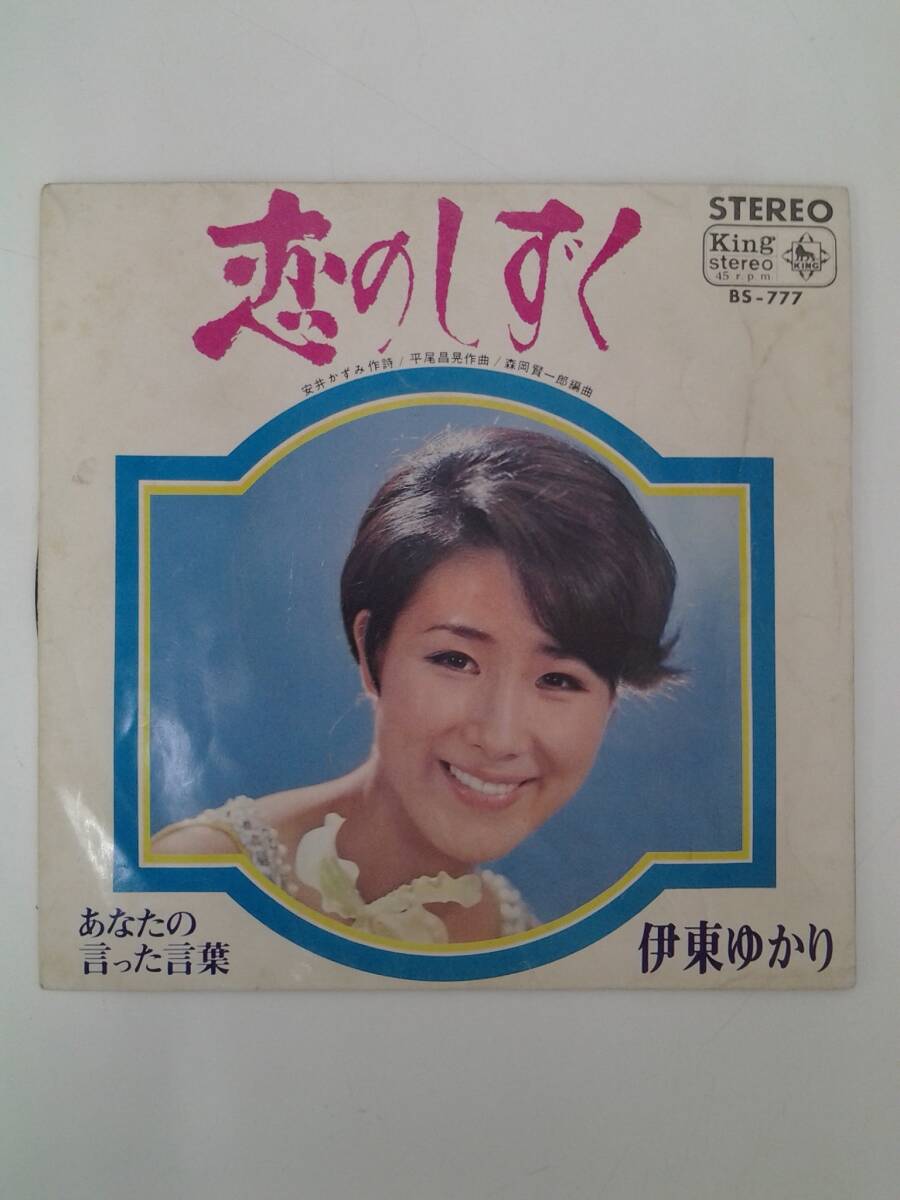 恋のしずく
安井かずみ作詩/平尾昌晃作曲/森岡賢一郎編曲
STEREO
King
stereo
45 r.p.m.
KING
BS-777
あなたの
言った言葉
伊東ゆかり